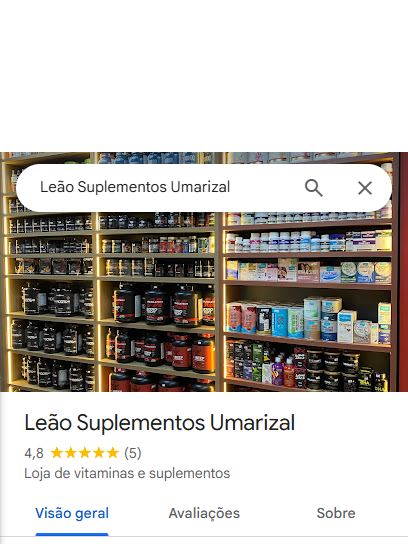 Leão Suplementos Umarizal
Leão Suplementos Umarizal
4,8 (5)
Loja de vitaminas e suplementos
Visão geral Avaliações Sobre